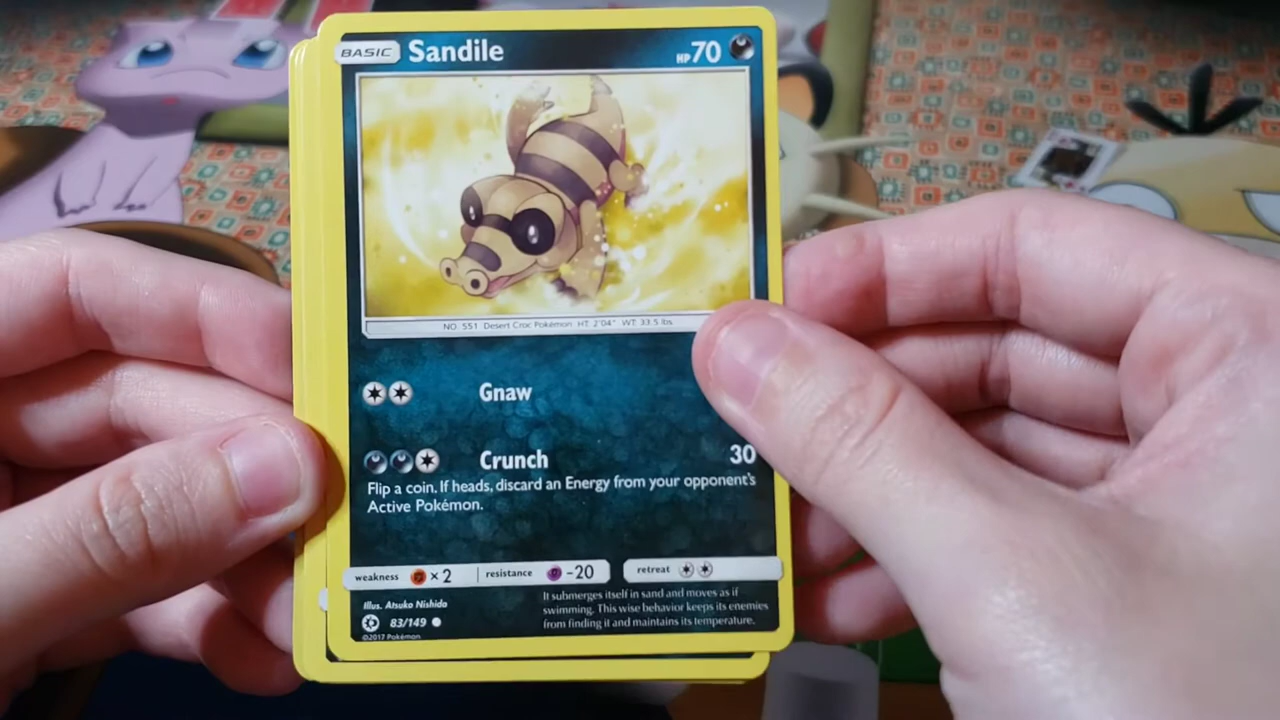 BASIC Sandile HP70
NO. 551 Desert Croc Pokémon HT: 2'04" WT: 33.5 lbs.
Gnaw
Crunch 30
Flip a coin. If heads, discard an Energy from your opponent's
Active Pokémon.
weakness ×2 resistance -20 retreat
Illus. Atsuko Nishida
83/149
©2017 Pokémon
It submerges itself in sand and moves as if
swimming. This wise behavior keeps its enemies
from finding it and maintains its temperature.